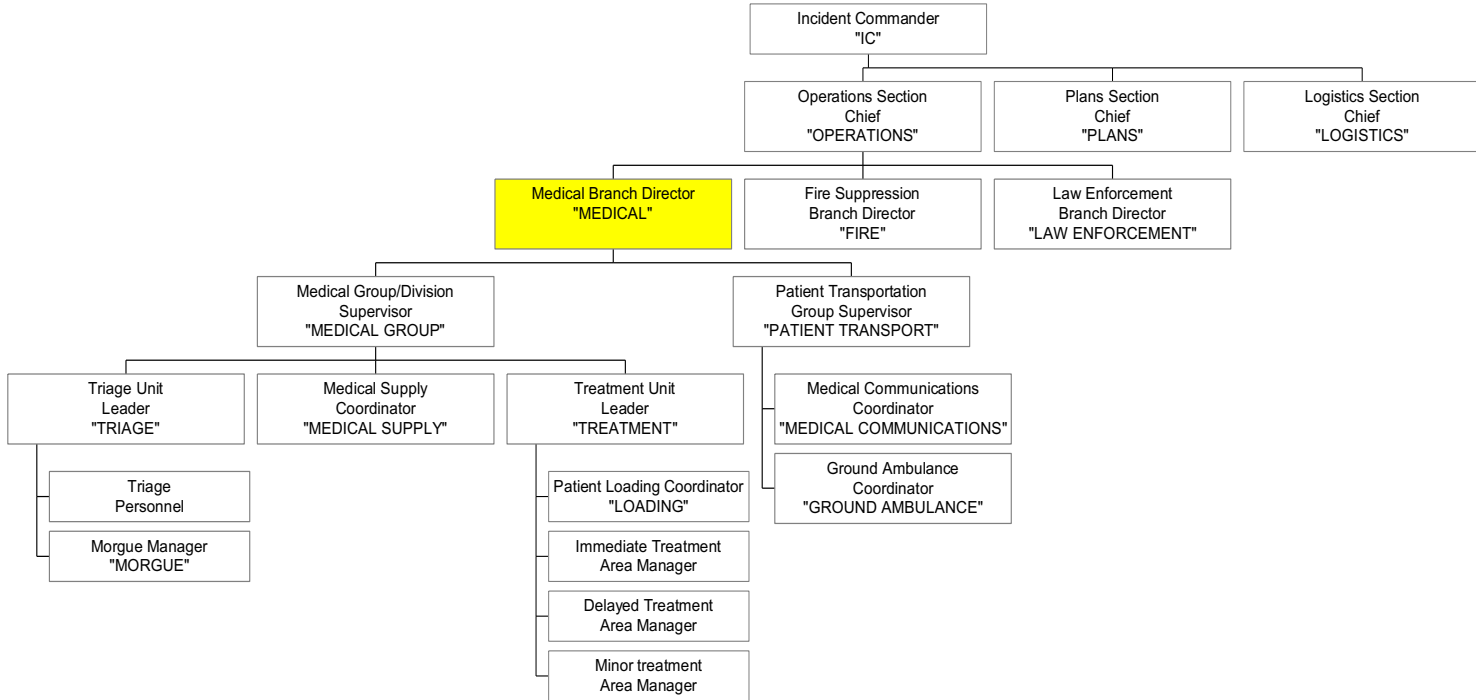 Incident Commander
"IC"
Operations Section
Chief
"OPERATIONS"
Plans Section
Chief
"PLANS"
Logistics Section
Chief
"LOGISTICS"
Medical Branch Director
"MEDICAL"
Fire Suppression
Branch Director
"FIRE"
Law Enforcement
Branch Director
"LAW ENFORCEMENT"
Medical Group/Division
Supervisor
"MEDICAL GROUP"
Patient Transportation
Group Supervisor
"PATIENT TRANSPORT"
Triage Unit
Leader
"TRIAGE"
Medical Supply
Coordinator
"MEDICAL SUPPLY"
Treatment Unit
Leader
"TREATMENT"
Medical Communications
Coordinator
"MEDICAL COMMUNICATIONS"
Triage
Personnel
Morgue Manager
"MORGUE"
Patient Loading Coordinator
"LOADING"
Immediate Treatment
Area Manager
Delayed Treatment
Area Manager
Minor treatment
Area Manager
Ground Ambulance
Coordinator
"GROUND AMBULANCE"